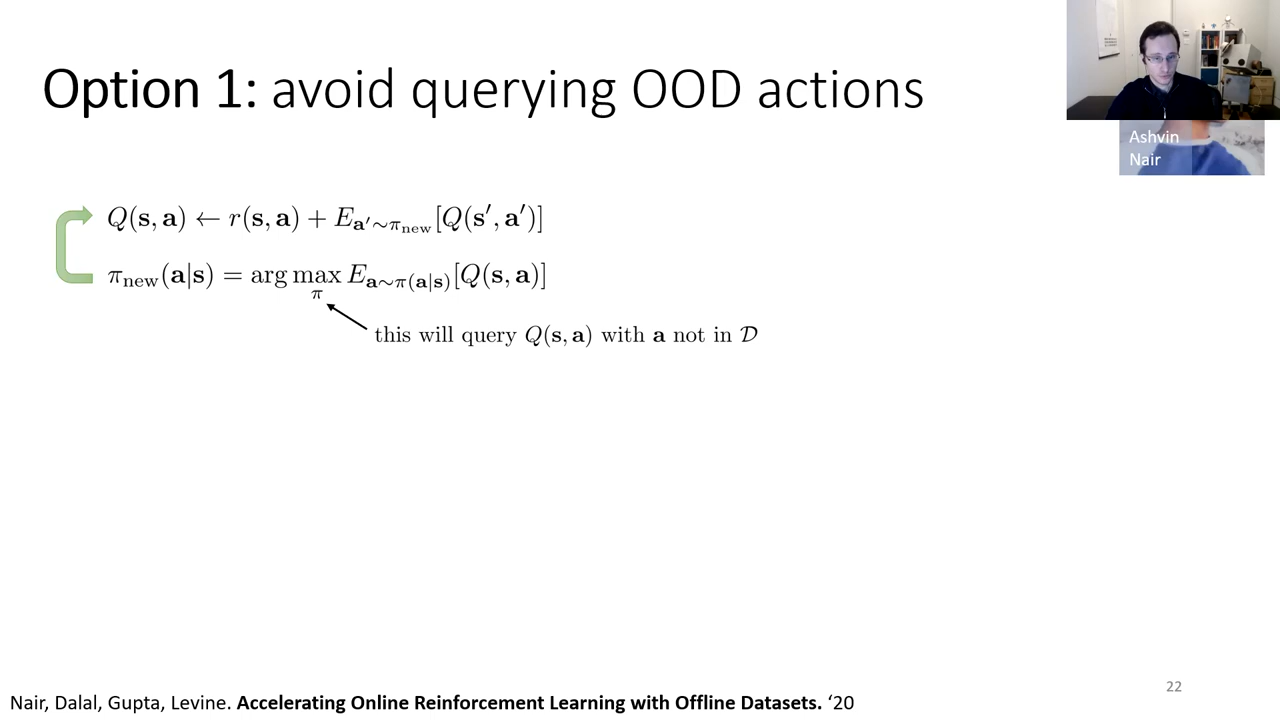 Option 1: avoid querying OOD actions
Ashvin
Nair
Q(s, a) ← r(s, a) + E_{a′∼π_new}[Q(s′, a′)]
π_new(a|s) = arg max_π E_{a∼π(a|s)}[Q(s, a)]
this will query Q(s, a) with a not in 𝒟
22
Nair, Dalal, Gupta, Levine. Accelerating Online Reinforcement Learning with Offline Datasets. ‘20